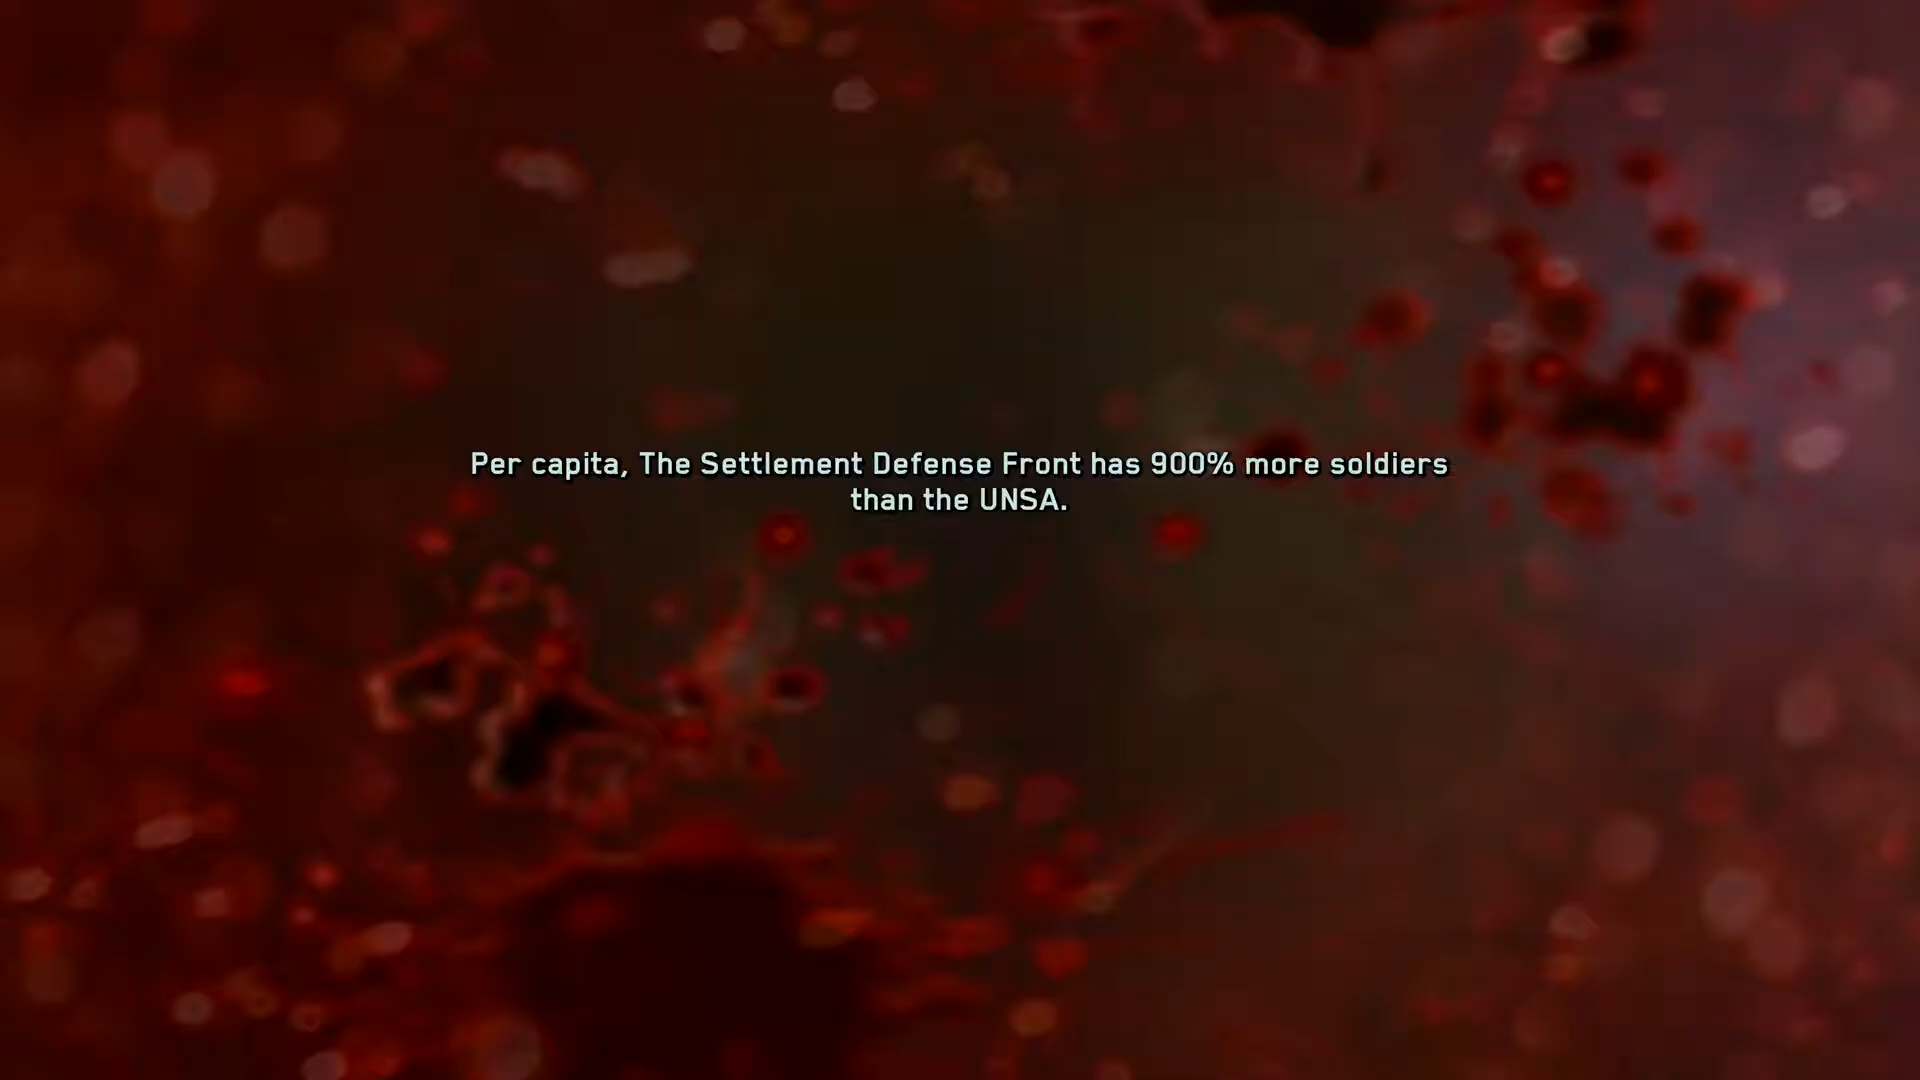 Per capita, The Settlement Defense Front has 900% more soldiers
than the UNSA.